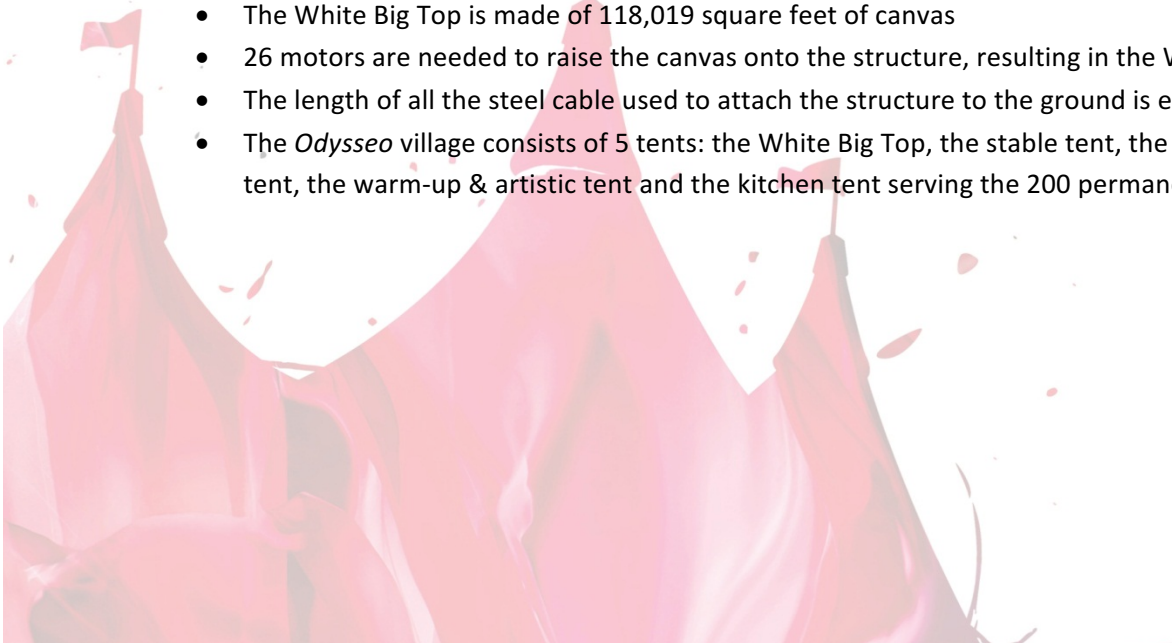 • The White Big Top is made of 118,019 square feet of canvas
• 26 motors are needed to raise the canvas onto the structure, resulting in the
• The length of all the steel cable used to attach the structure to the ground is
• The Odysseo village consists of 5 tents: the White Big Top, the stable tent, the
tent, the warm-up & artistic tent and the kitchen tent serving the 200